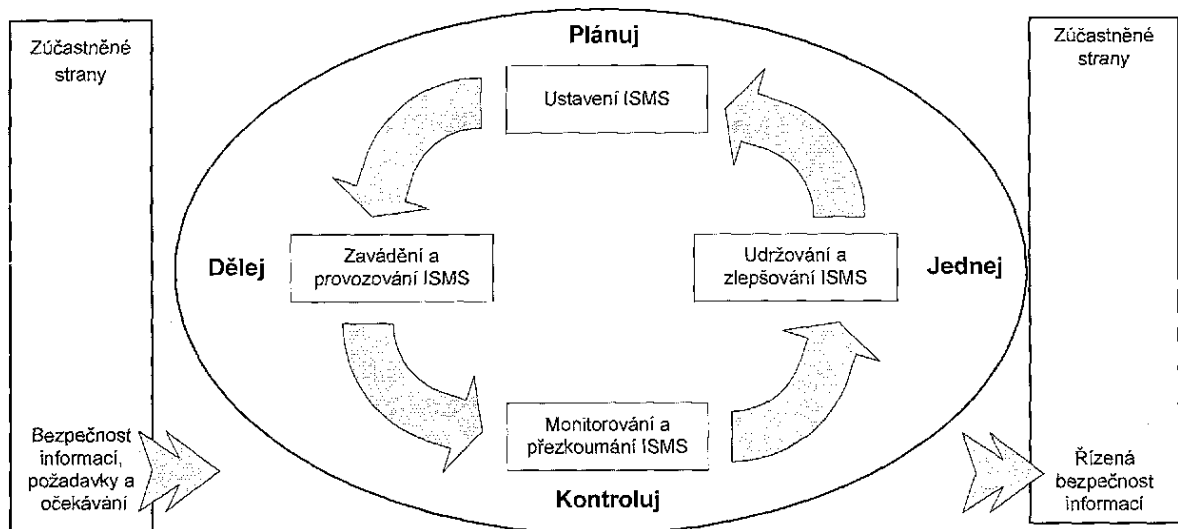 Zúčastněné
strany
Bezpečnost
informací,
požadavky a
očekávání
Plánuj
Ustavení ISMS
Dělej
Zavádění a
provozování ISMS
Udržování a
zlepšování ISMS
Jednej
Monitorování a
přezkoumání ISMS
Kontroluj
Zúčastněné
strany
Řízená
bezpečnost
informací